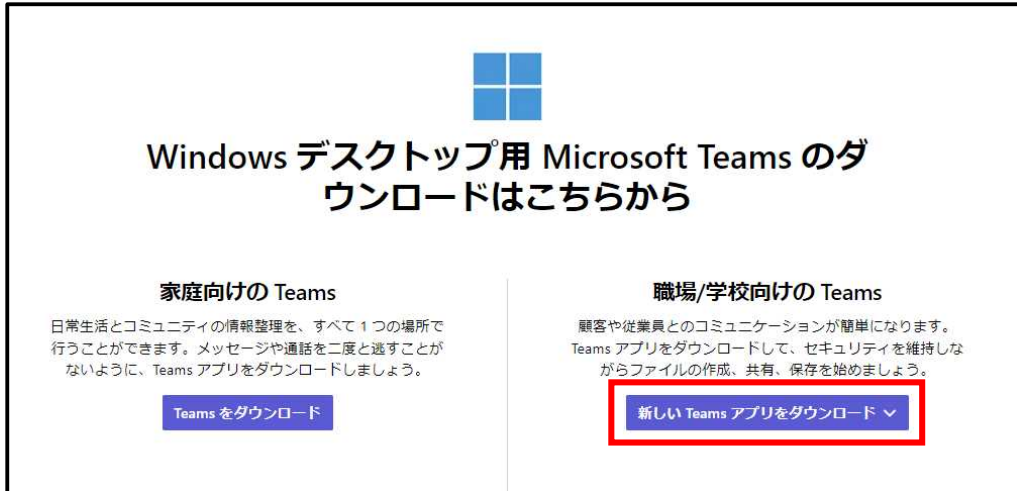 Windows デスクトップ用 Microsoft Teams のダ
ウンロードはこちらから
家庭向けの Teams
日常生活とコミュニティの情報整理を、すべて 1 つの場所で
行うことができます。メッセージや通話を二度と逃すことが
ないように、Teams アプリをダウンロードしましょう。
Teams をダウンロード
職場/学校向けの Teams
顧客や従業員とのコミュニケーションが簡単になります。
Teams アプリをダウンロードして、セキュリティを維持しな
がらファイルの作成、共有、保存を始めましょう。
新しい Teams アプリをダウンロード